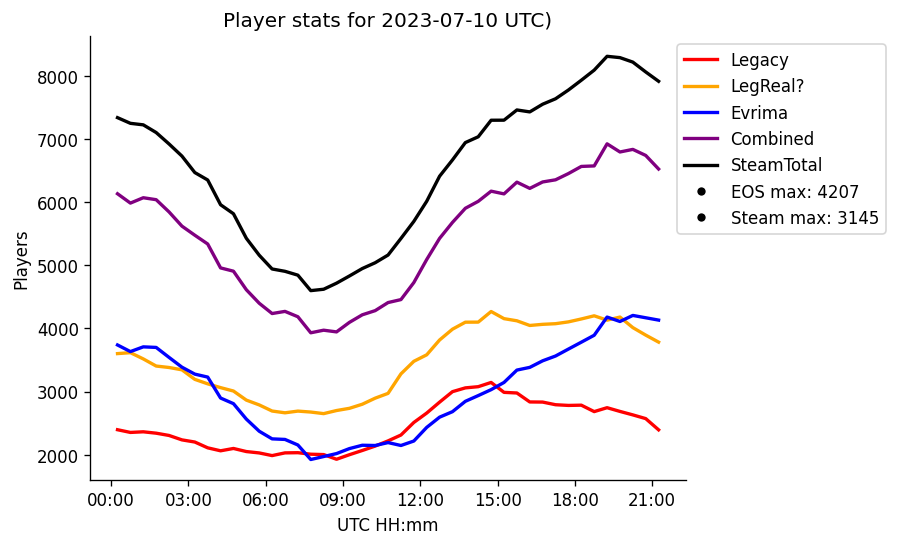 Player stats for 2023-07-10 UTC)
Legacy
LegReal?
Evrima
Combined
SteamTotal
EOS max: 4207
Steam max: 3145
Players
8000
7000
6000
5000
4000
3000
2000
00:00 03:00 06:00 09:00 12:00 15:00 18:00 21:00
UTC HH:mm